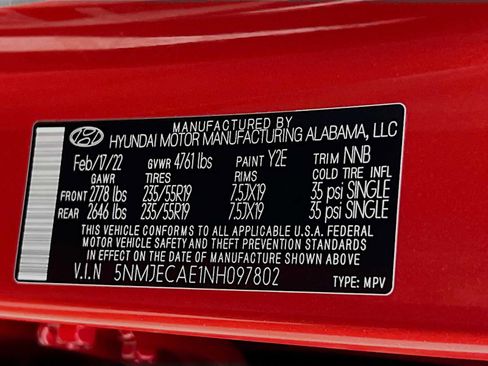 MANUFACTURED BY
HYUNDAI MOTOR MANUFACTURING ALABAMA, LLC
Feb/17/22 GVWR 4761 lbs PAINT Y2E TRIM NNB
GAWR TIRES RIMS COLD TIRE INFL
FRONT 2778 lbs 235/55R19 7.5JX19 35 psi SINGLE
REAR 2646 lbs 235/55R19 7.5JX19 35 psi SINGLE
THIS VEHICLE CONFORMS TO ALL APPLICABLE U.S.A. FEDERAL
MOTOR VEHICLE SAFETY AND THEFT PREVENTION STANDARDS
IN EFFECT ON THE DATE OF MANUFACTURE SHOWN ABOVE
V.I.N 5NMJECAE1NH097802 TYPE: MPV